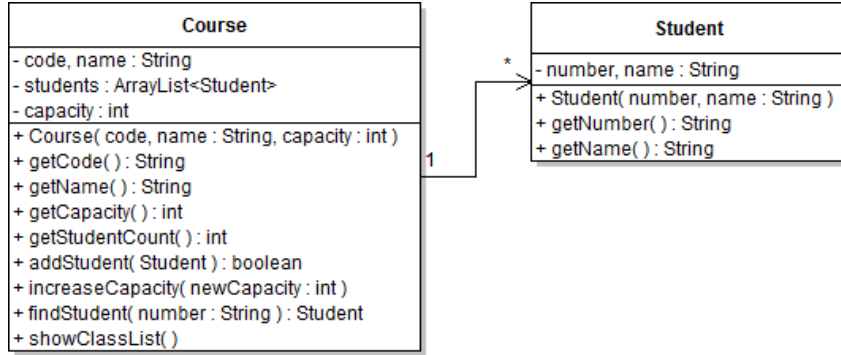 Course
- code, name : String
- students : ArrayList<Student>
- capacity : int
+ Course( code, name : String, capacity : int )
+ getCode( ) : String
+ getName( ) : String
+ getCapacity( ) : int
+ getStudentCount( ) : int
+ addStudent( Student ) : boolean
+ increaseCapacity( newCapacity : int )
+ findStudent( number : String ) : Student
+ showClassList( )
1
*
Student
- number, name : String
+ Student( number, name : String )
+ getNumber( ) : String
+ getName( ) : String